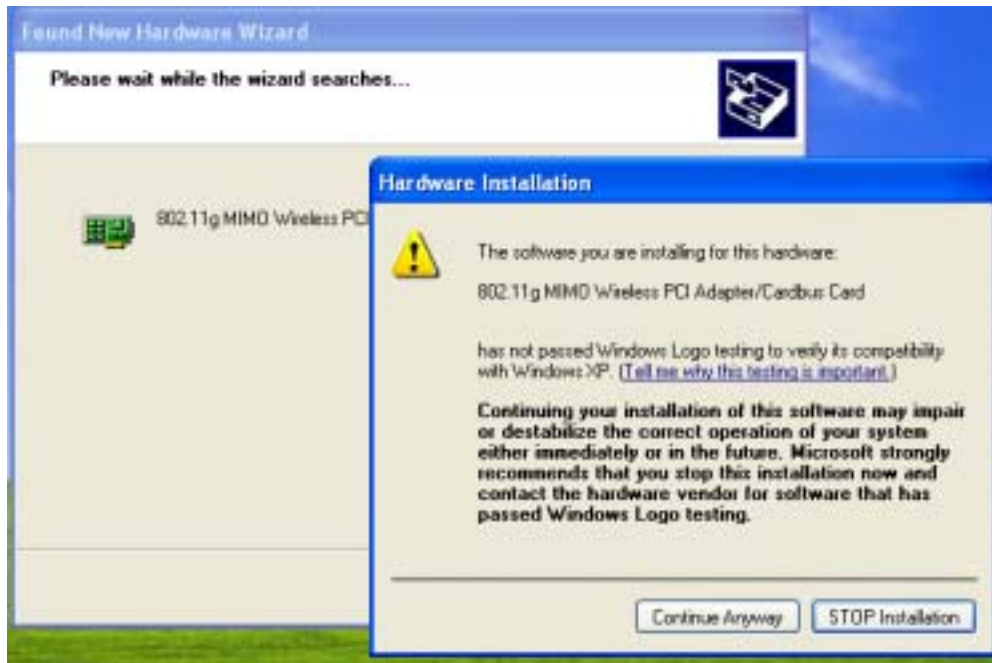 Found New Hardware Wizard
Please wait while the wizard searches...
802.11g MIMO Wireless PCI
Hardware Installation
The software you are installing for this hardware:
802.11g MIMO Wireless PCI Adapter/Cardbus Card
has not passed Windows Logo testing to verify its compatibility
with Windows XP. (Tell me why this testing is important.)
Continuing your installation of this software may impair
or destabilize the correct operation of your system
either immediately or in the future. Microsoft strongly
recommends that you stop this installation now and
contact the hardware vendor for software that has
passed Windows Logo testing.
Continue Anyway
STOP Installation